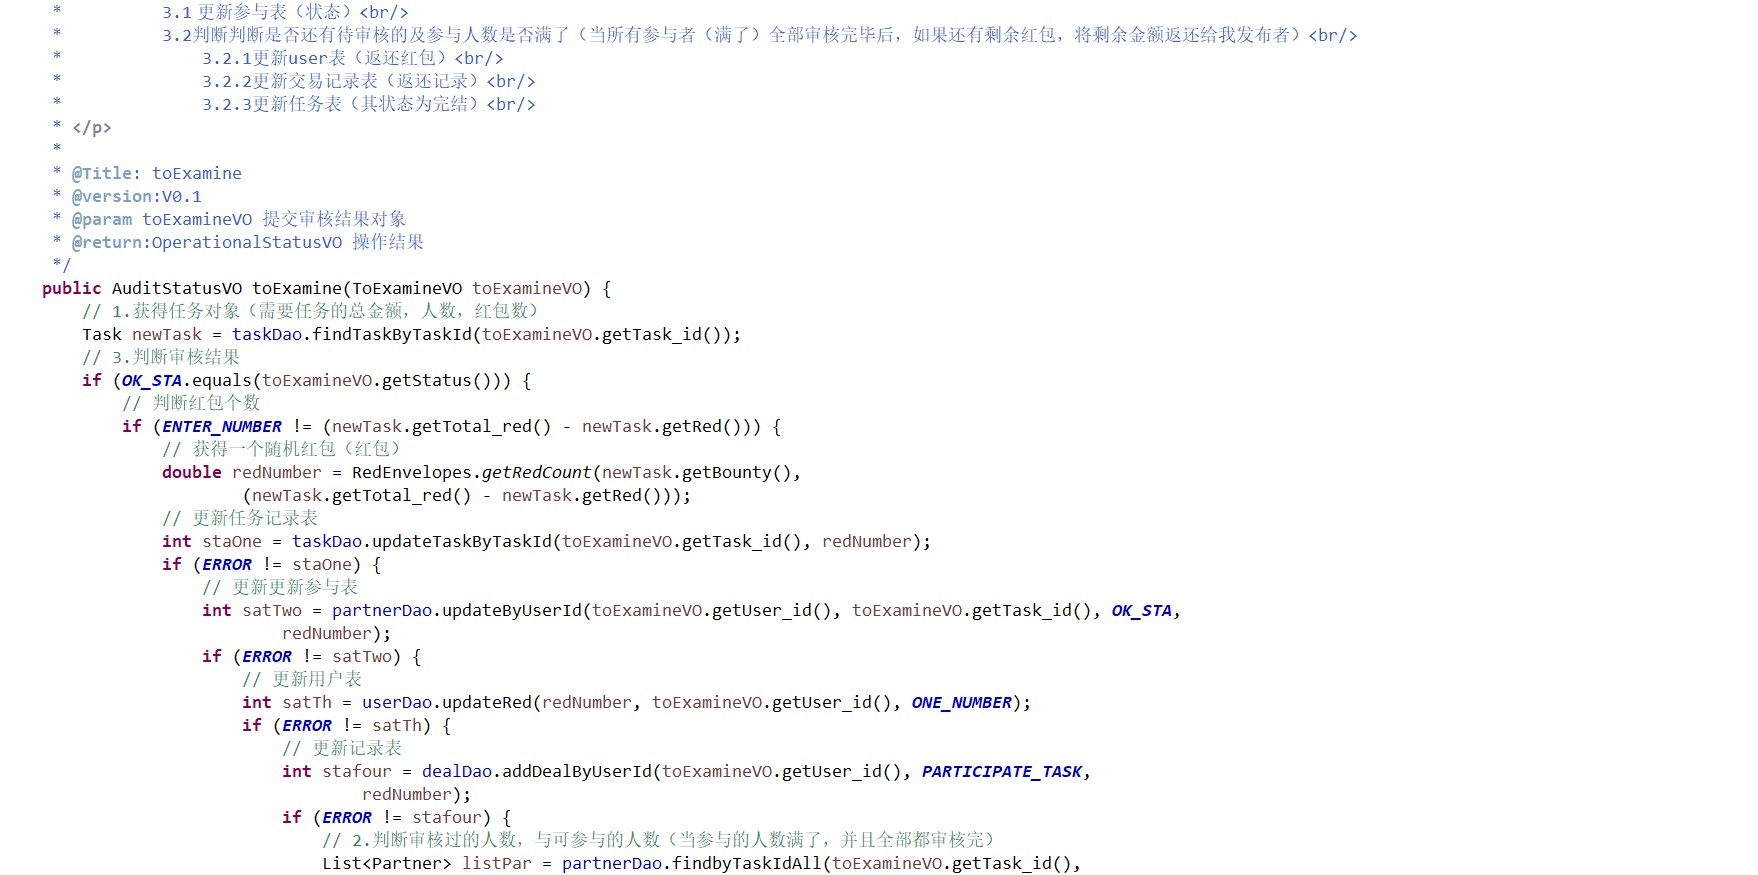 * 3.1 更新参与表（状态）<br/>
* 3.2判断判断是否还有待审核的及参与人数是否满了（当所有参与者（满了）全部审核完毕后，如果还有剩余红包，将剩余金额返还给我发布者）<br/>
* 3.2.1更新user表（返还红包）<br/>
* 3.2.2更新交易记录表（返还记录）<br/>
* 3.2.3更新任务表（其状态为完结）<br/>
* </p>
*
* @Title: toExamine
* @version:V0.1
* @param toExamineVO 提交审核结果对象
* @return:OperationalStatusVO 操作结果
*/
public AuditStatusVO toExamine(ToExamineVO toExamineVO) {
// 1.获得任务对象（需要任务的总金额，人数，红包数）
Task newTask = taskDao.findTaskByTaskId(toExamineVO.getTask_id());
// 3.判断审核结果
if (OK_STA.equals(toExamineVO.getStatus())) {
// 判断红包个数
if (ENTER_NUMBER != (newTask.getTotal_red() - newTask.getRed())) {
// 获得一个随机红包（红包）
double redNumber = RedEnvelopes.getRedCount(newTask.getBounty(),
(newTask.getTotal_red() - newTask.getRed()));
// 更新任务记录表
int staOne = taskDao.updateTaskByTaskId(toExamineVO.getTask_id(), redNumber);
if (ERROR != staOne) {
// 更新更新参与表
int satTwo = partnerDao.updateByUserId(toExamineVO.getUser_id(), toExamineVO.getTask_id(), OK_STA,
redNumber);
if (ERROR != satTwo) {
// 更新用户表
int satTh = userDao.updateRed(redNumber, toExamineVO.getUser_id(), ONE_NUMBER);
if (ERROR != satTh) {
// 更新记录表
int stafour = dealDao.addDealByUserId(toExamineVO.getUser_id(), PARTICIPATE_TASK,
redNumber);
if (ERROR != stafour) {
// 2.判断审核过的人数，与可参与的人数（当参与的人数满了，并且全部都审核完）
List<Partner> listPar = partnerDao.findbyTaskIdAll(toExamineVO.getTask_id(),